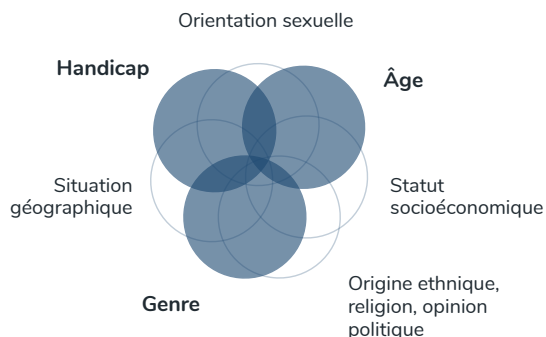 Orientation sexuelle
Handicap
Âge
Situation
géographique
Statut
socioéconomique
Genre
Origine ethnique,
religion, opinion
politique